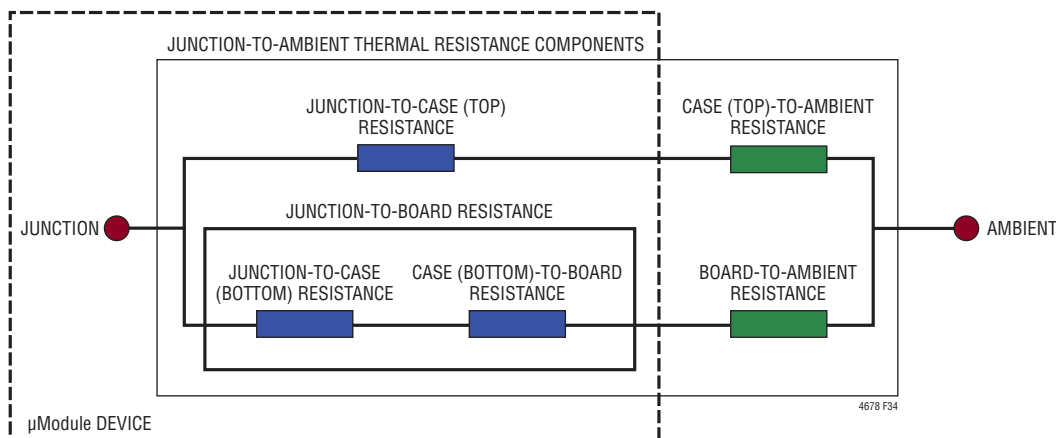 JUNCTION-TO-AMBIENT THERMAL RESISTANCE COMPONENTS
JUNCTION-TO-CASE (TOP)
RESISTANCE
CASE (TOP)-TO-AMBIENT
RESISTANCE
JUNCTION
JUNCTION-TO-BOARD RESISTANCE
AMBIENT
JUNCTION-TO-CASE
(BOTTOM) RESISTANCE
CASE (BOTTOM)-TO-BOARD
RESISTANCE
BOARD-TO-AMBIENT
RESISTANCE
4678 F34
µModule DEVICE